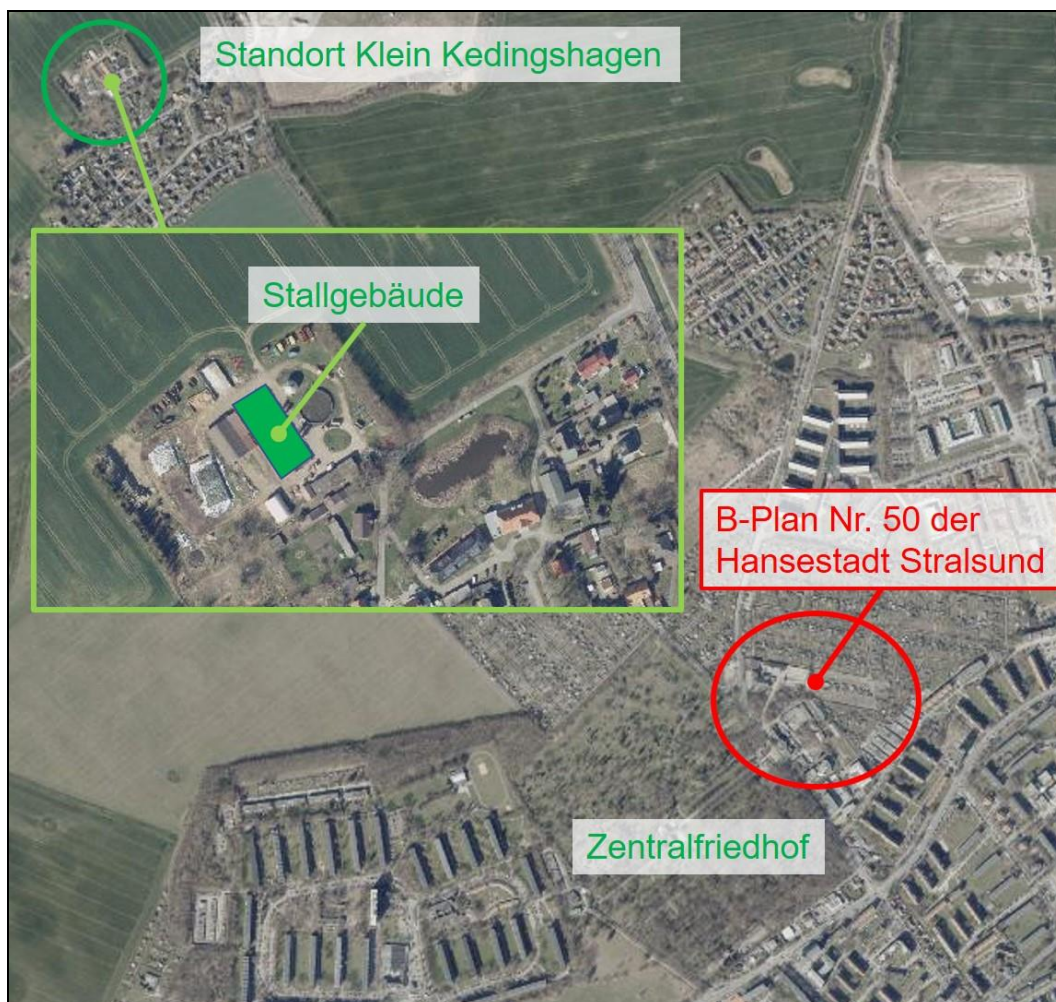 Standort Klein Kedingshagen
Stallgebäude
B-Plan Nr. 50 der
Hansestadt Stralsund
Zentralfriedhof